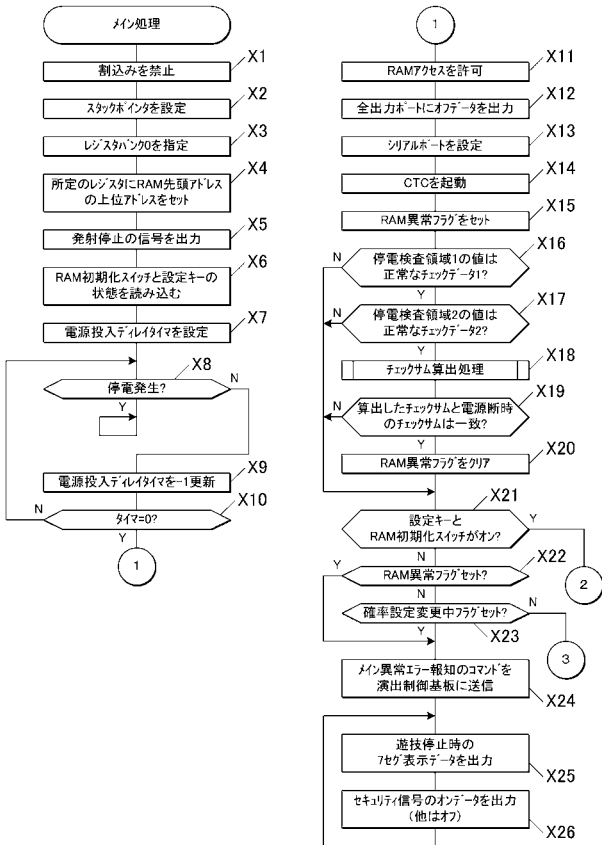 メイン処理
割込みを禁止
X1
スタックポインタを設定
X2
レジスタバンク0を指定
X3
所定のレジスタにRAM先頭アドレス
の上位アドレスをセット
X4
発射停止の信号を出力
X5
RAM初期化スイッチと設定キーの
状態を読み込む
X6
電源投入ディレイタイマを設定
X7
停電発生?
X8
N
Y
電源投入ディレイタイマを-1更新
X9
タイマ=0?
X10
N
Y
1
1
RAMアクセスを許可
X11
全出力ポートにオフデータを出力
X12
シリアルポートを設定
X13
CTCを起動
X14
RAM異常フラグをセット
X15
停電検査領域1の値は
正常なチェックデータ1?
X16
N
Y
停電検査領域2の値は
正常なチェックデータ2?
X17
N
Y
チェックサム算出処理
X18
算出したチェックサムと電源断時
のチェックサムは一致?
X19
N
Y
RAM異常フラグをクリア
X20
設定キーと
RAM初期化スイッチがオン?
X21
Y
N
2
RAM異常フラグセット?
X22
Y
N
確率設定変更中フラグセット?
X23
N
Y
3
メイン異常エラー報知のコマンドを
演出制御基板に送信
X24
遊技停止時の
7セグ表示データを出力
X25
セキュリティ信号のオンデータを出力
(他はオフ)
X26